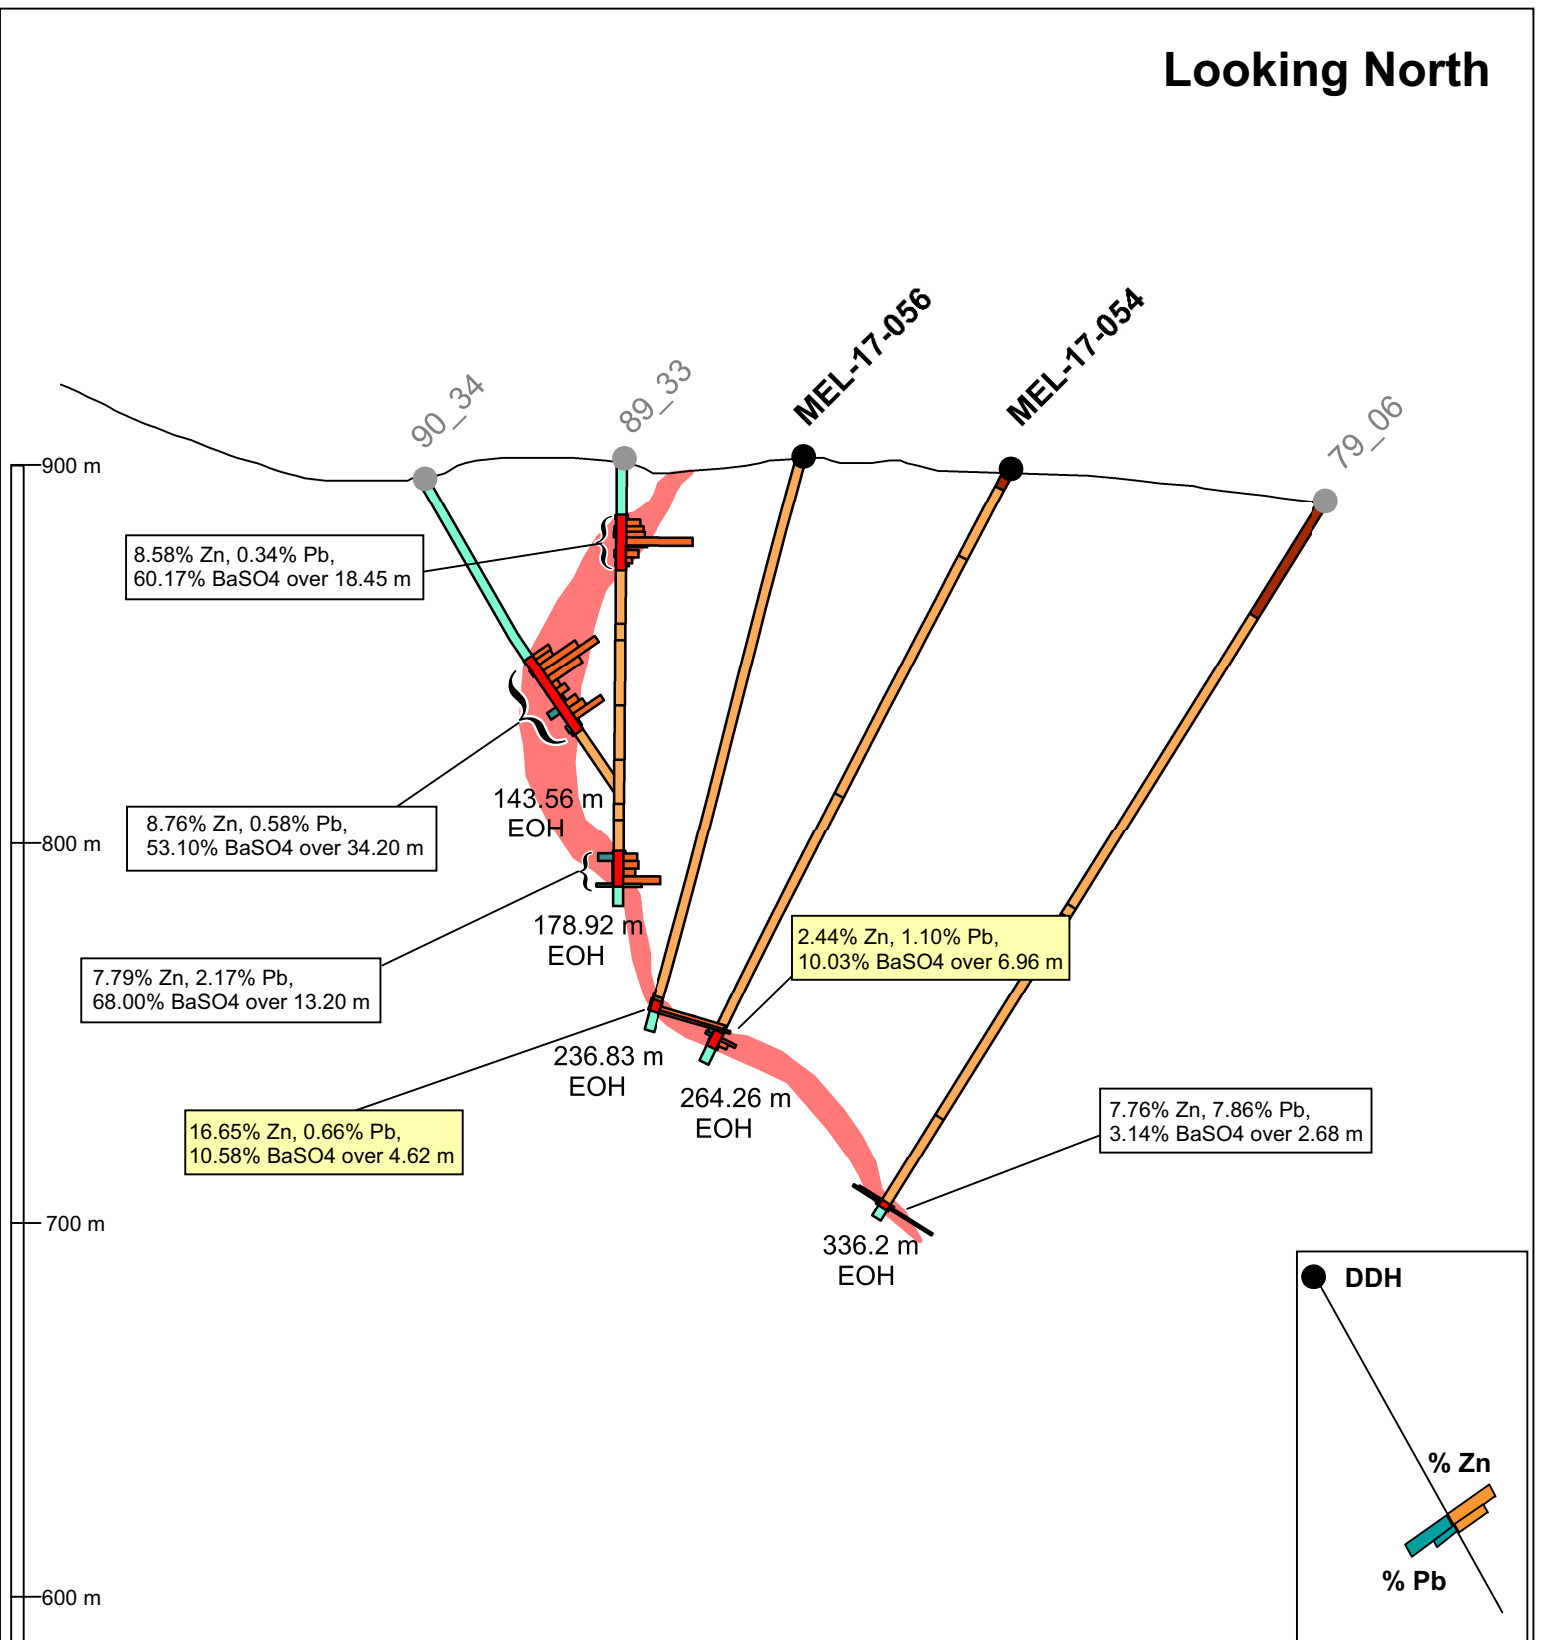 Looking North
90_34
89_33
MEL-17-056
MEL-17-054
79_06
900 m
8.58% Zn, 0.34% Pb,
60.17% BaSO4 over 18.45 m
143.56 m
EOH
8.76% Zn, 0.58% Pb,
53.10% BaSO4 over 34.20 m
800 m
178.92 m
EOH
2.44% Zn, 1.10% Pb,
10.03% BaSO4 over 6.96 m
7.79% Zn, 2.17% Pb,
68.00% BaSO4 over 13.20 m
236.83 m
EOH
264.26 m
EOH
16.65% Zn, 0.66% Pb,
10.58% BaSO4 over 4.62 m
7.76% Zn, 7.86% Pb,
3.14% BaSO4 over 2.68 m
700 m
336.2 m
EOH
DDH
% Zn
% Pb
600 m